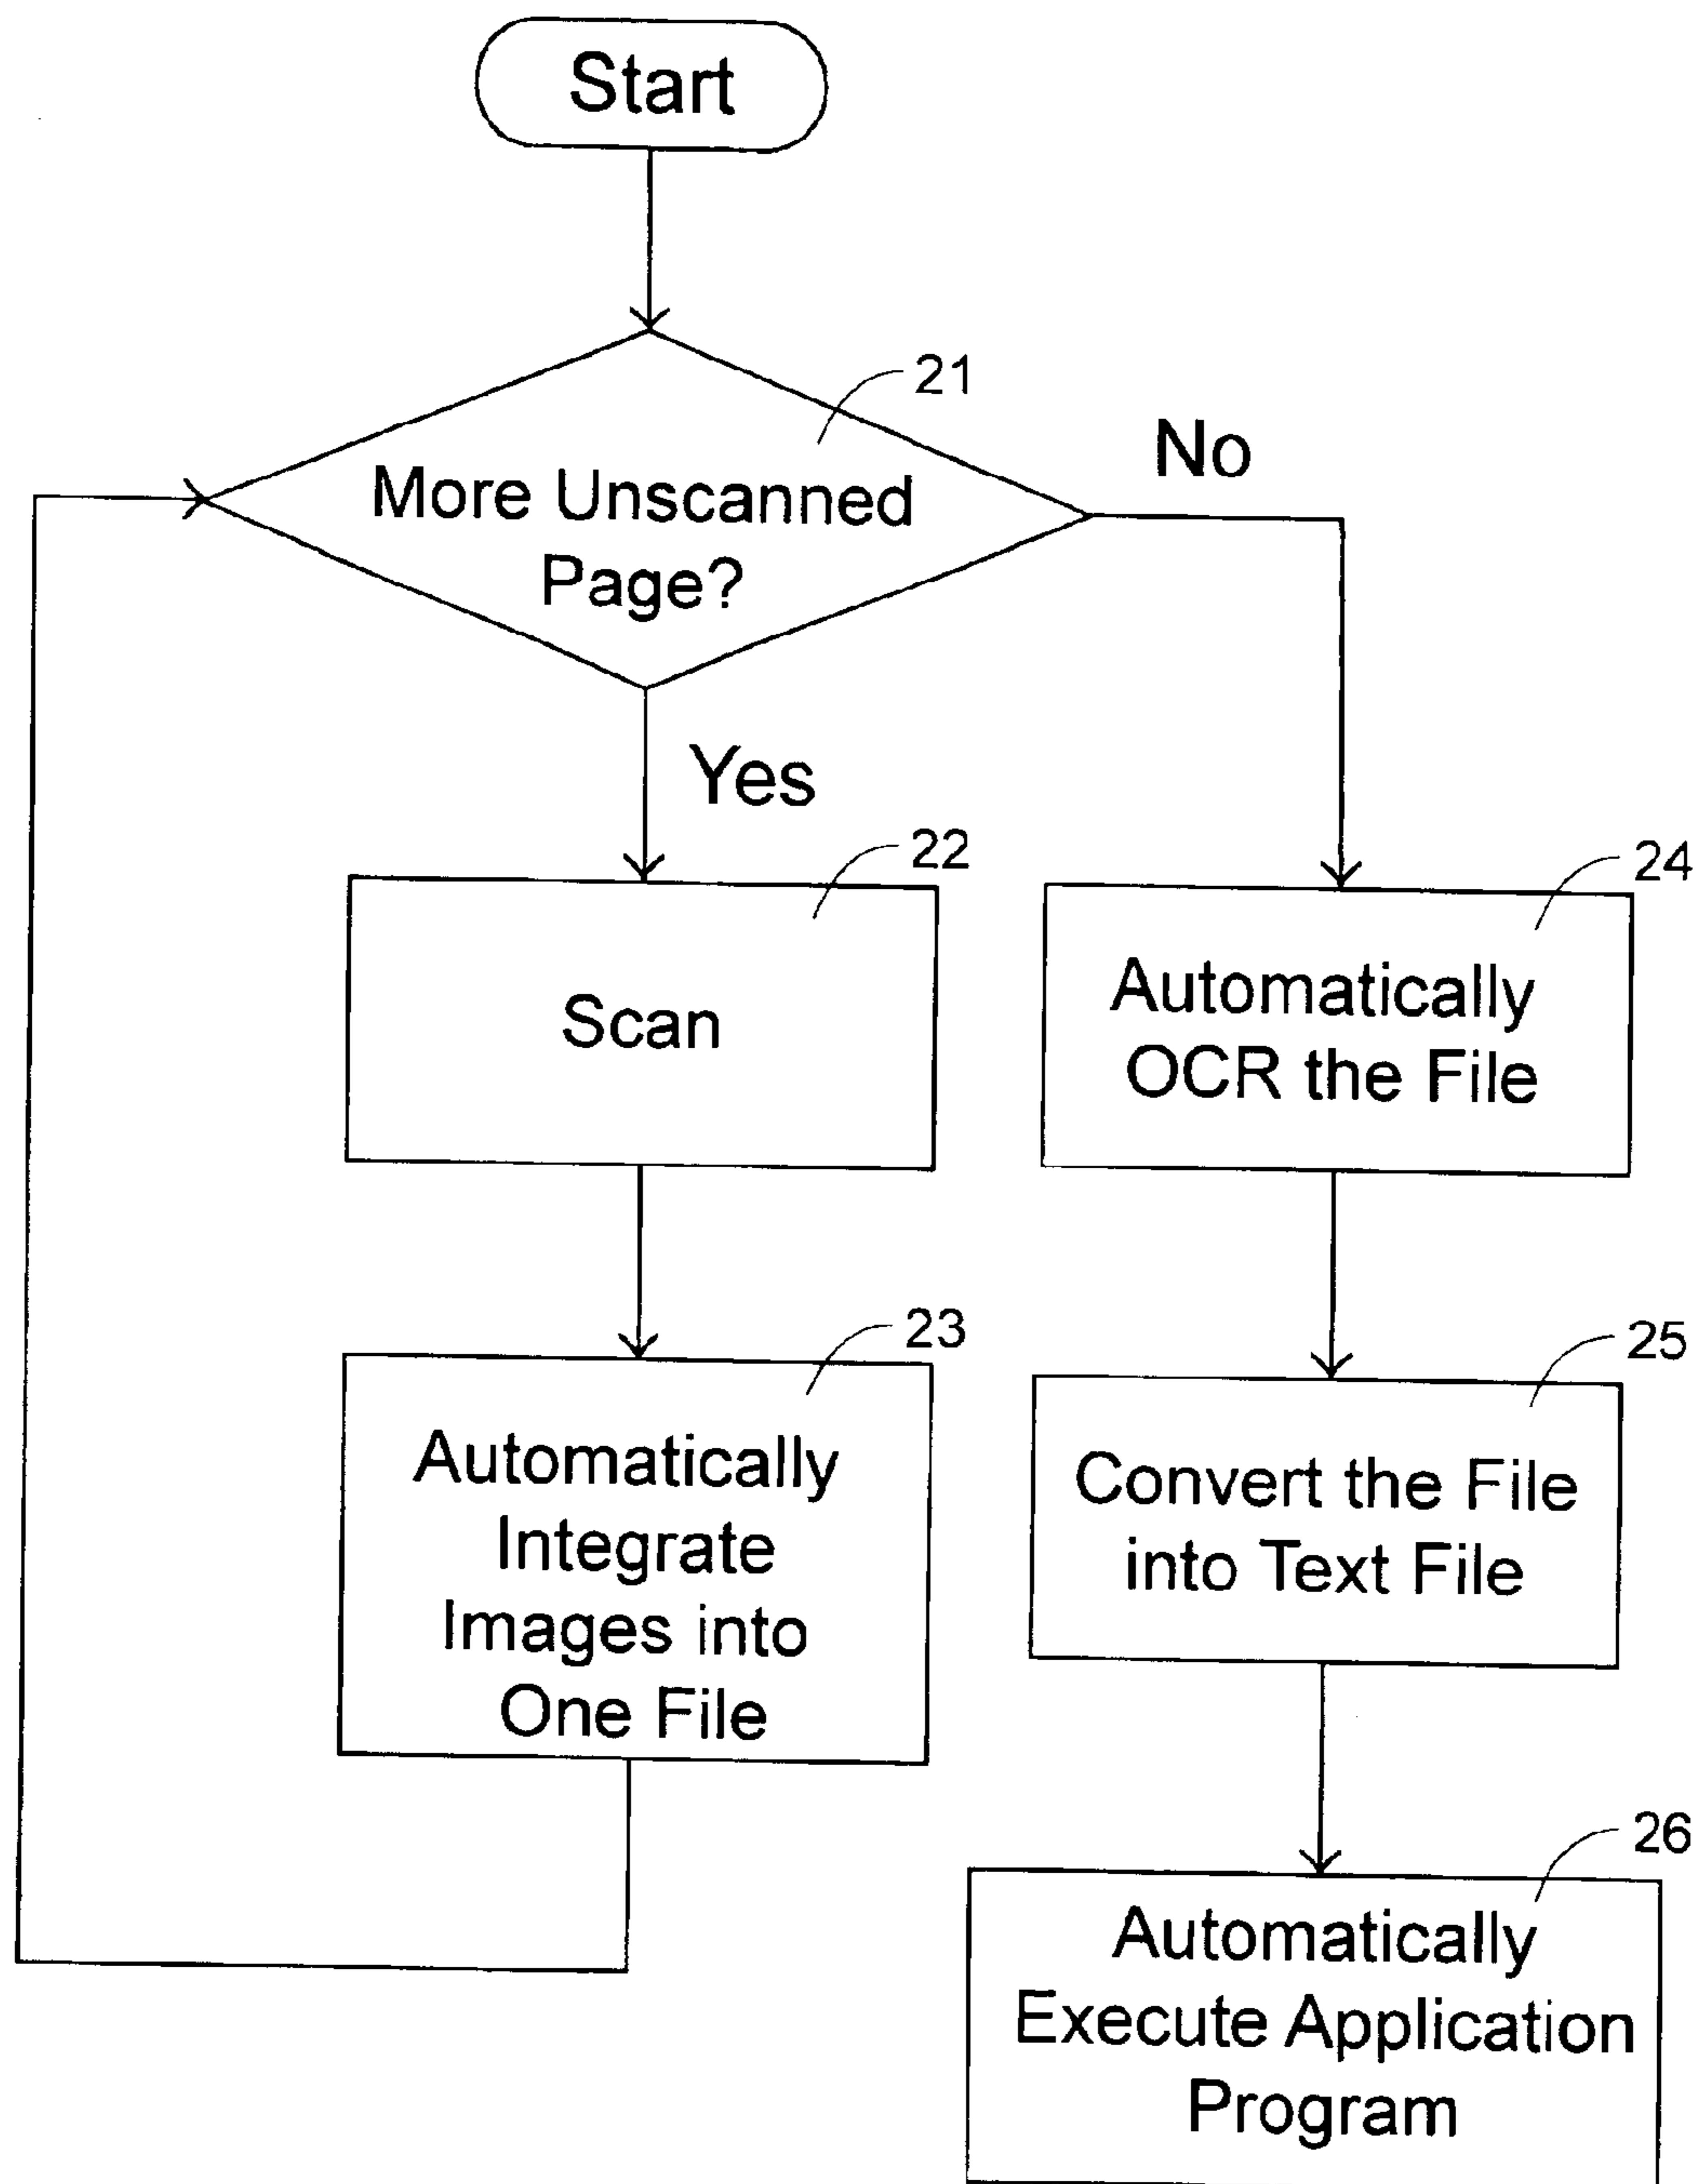 Start
21
More Unscanned
Page?
No
Yes
22
Scan
23
Automatically
Integrate
Images into
One File
24
Automatically
OCR the File
25
Convert the File
into Text File
26
Automatically
Execute Application
Program